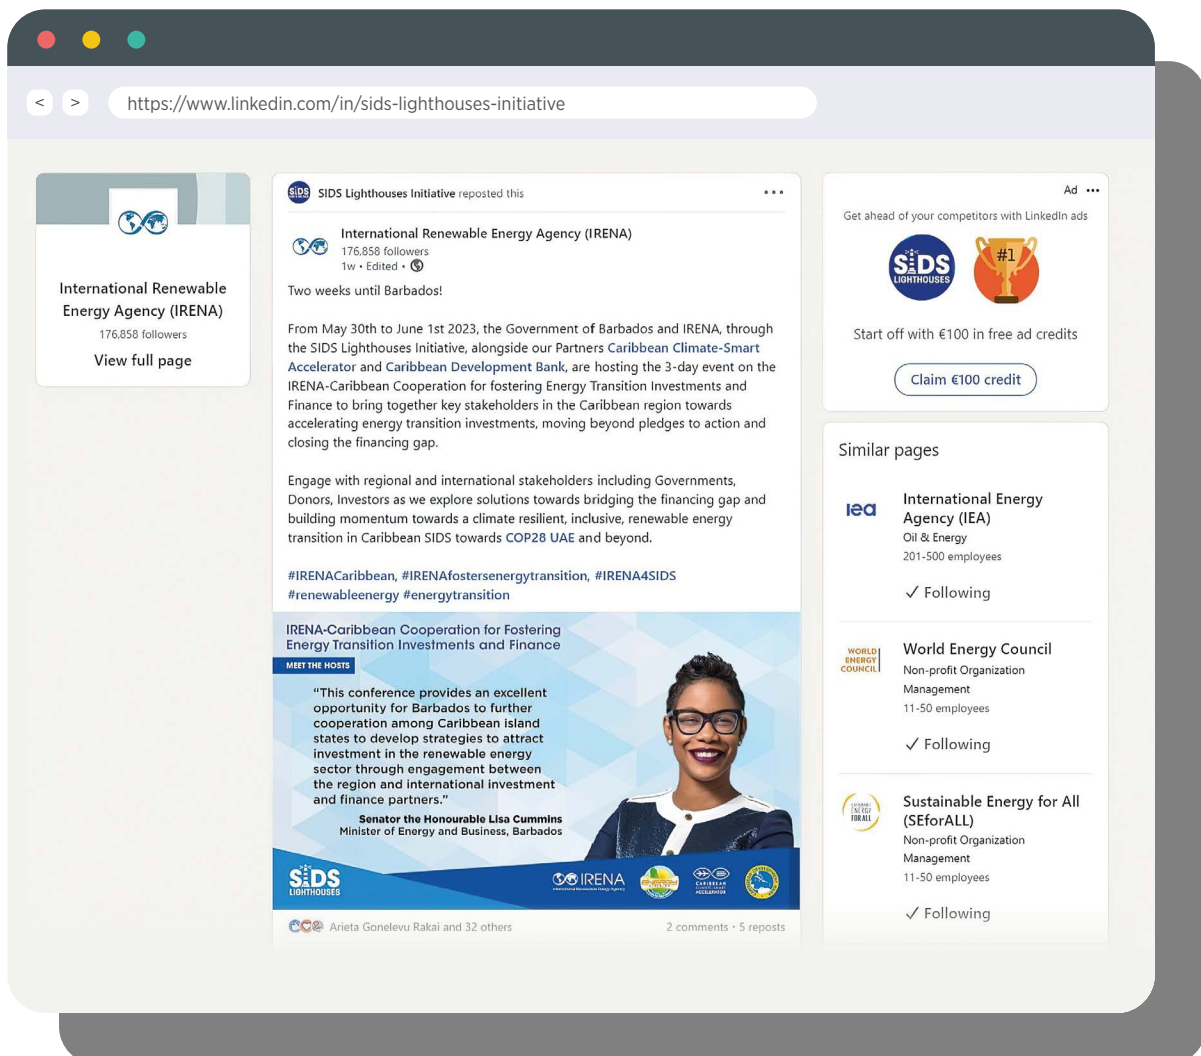 < >
https://www.linkedin.com/in/sids-lighthouses-initiative
International Renewable
Energy Agency (IRENA)
176,858 followers
View full page
SIDS
LIGHTHOUSES
SIDS Lighthouses Initiative reposted this
International Renewable Energy Agency (IRENA)
176,858 followers
1w • Edited •
Two weeks until Barbados!
From May 30th to June 1st 2023, the Government of Barbados and IRENA, through
the SIDS Lighthouses Initiative, alongside our Partners Caribbean Climate-Smart
Accelerator and Caribbean Development Bank, are hosting the 3-day event on the
IRENA-Caribbean Cooperation for fostering Energy Transition Investments and
Finance to bring together key stakeholders in the Caribbean region towards
accelerating energy transition investments, moving beyond pledges to action and
closing the financing gap.
Engage with regional and international stakeholders including Governments,
Donors, Investors as we explore solutions towards bridging the financing gap and
building momentum towards a climate resilient, inclusive, renewable energy
transition in Caribbean SIDS towards COP28 UAE and beyond.
#IRENACaribbean, #IRENAfostersenergytransition, #IRENA4SIDS
#renewableenergy #energytransition
IRENA-Caribbean Cooperation for Fostering
Energy Transition Investments and Finance
MEET THE HOSTS
“This conference provides an excellent
opportunity for Barbados to further
cooperation among Caribbean island
states to develop strategies to attract
investment in the renewable energy
sector through engagement between
the region and international investment
and finance partners.”
Senator the Honourable Lisa Cummins
Minister of Energy and Business, Barbados
SIDS
LIGHTHOUSES
IRENA
International Renewable Energy Agency
ENERGY
CARIBBEAN
CLIMATE-SMART
ACCELERATOR
Arieta Gonelevu Rakai and 32 others
2 comments • 5 reposts
Ad
Get ahead of your competitors with LinkedIn ads
SIDS
LIGHTHOUSES
#1
Start off with €100 in free ad credits
Claim €100 credit
Similar pages
iea
International Energy
Agency (IEA)
Oil & Energy
201-500 employees
✓ Following
WORLD
ENERGY
COUNCIL
World Energy Council
Non-profit Organization
Management
11-50 employees
✓ Following
SUSTAINABLE
ENERGY
FOR ALL
Sustainable Energy for All
(SEforALL)
Non-profit Organization
Management
11-50 employees
✓ Following